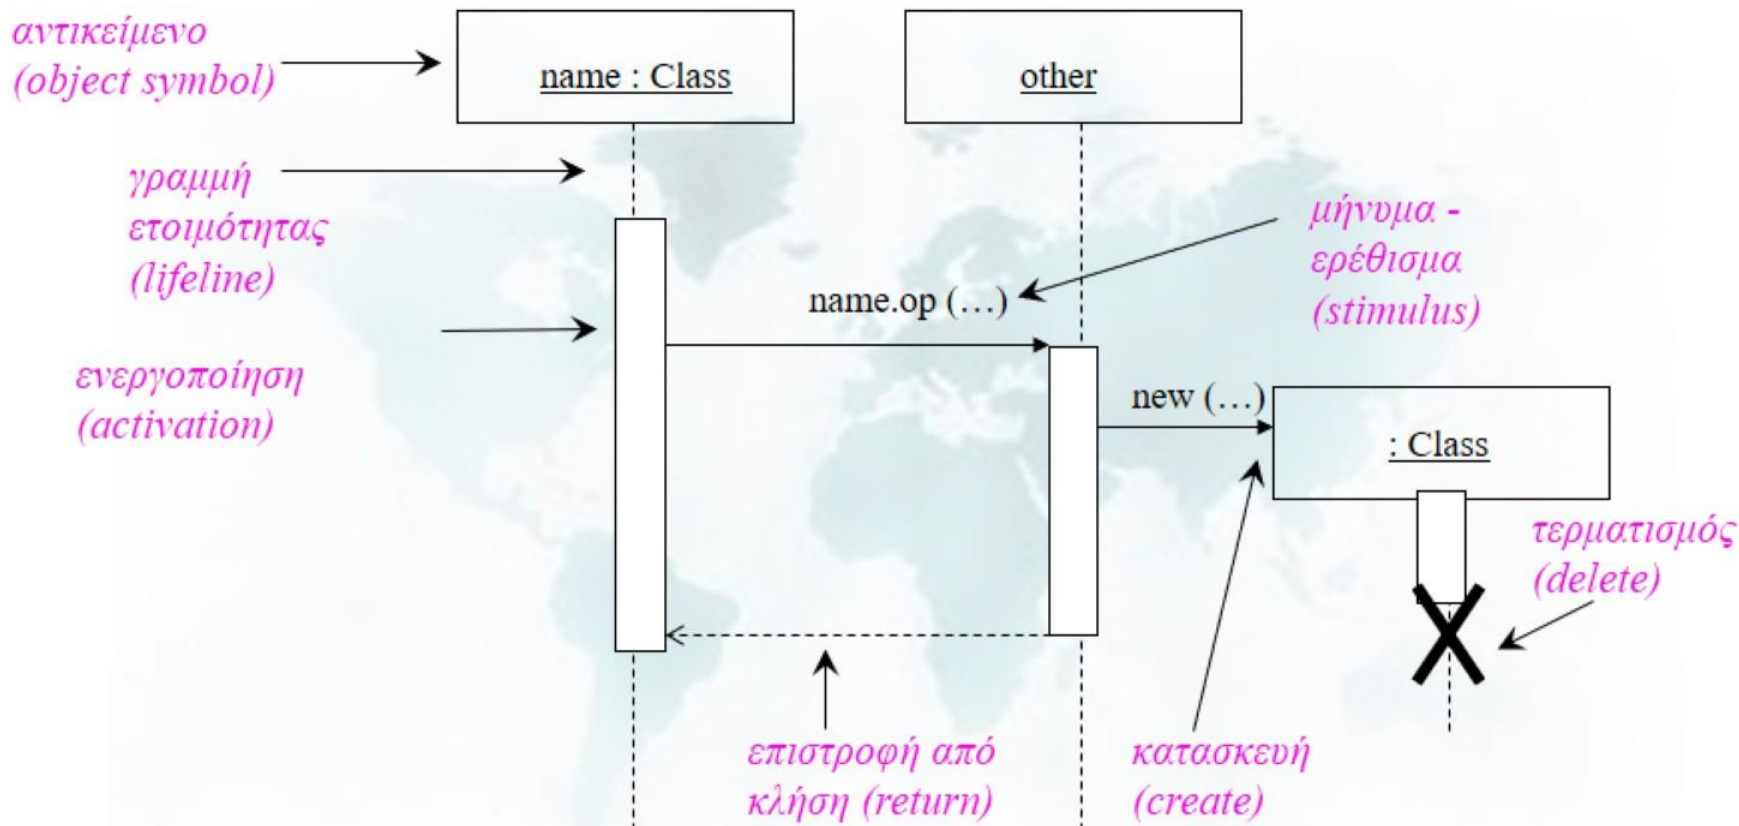 αντικείμενο
(object symbol)
name : Class
other
γραμμή
ετοιμότητας
(lifeline)
μήνυμα -
ερέθισμα
(stimulus)
name.op (…)
ενεργοποίηση
(activation)
new (…)
: Class
τερματισμός
(delete)
επιστροφή από
κλήση (return)
κατασκευή
(create)